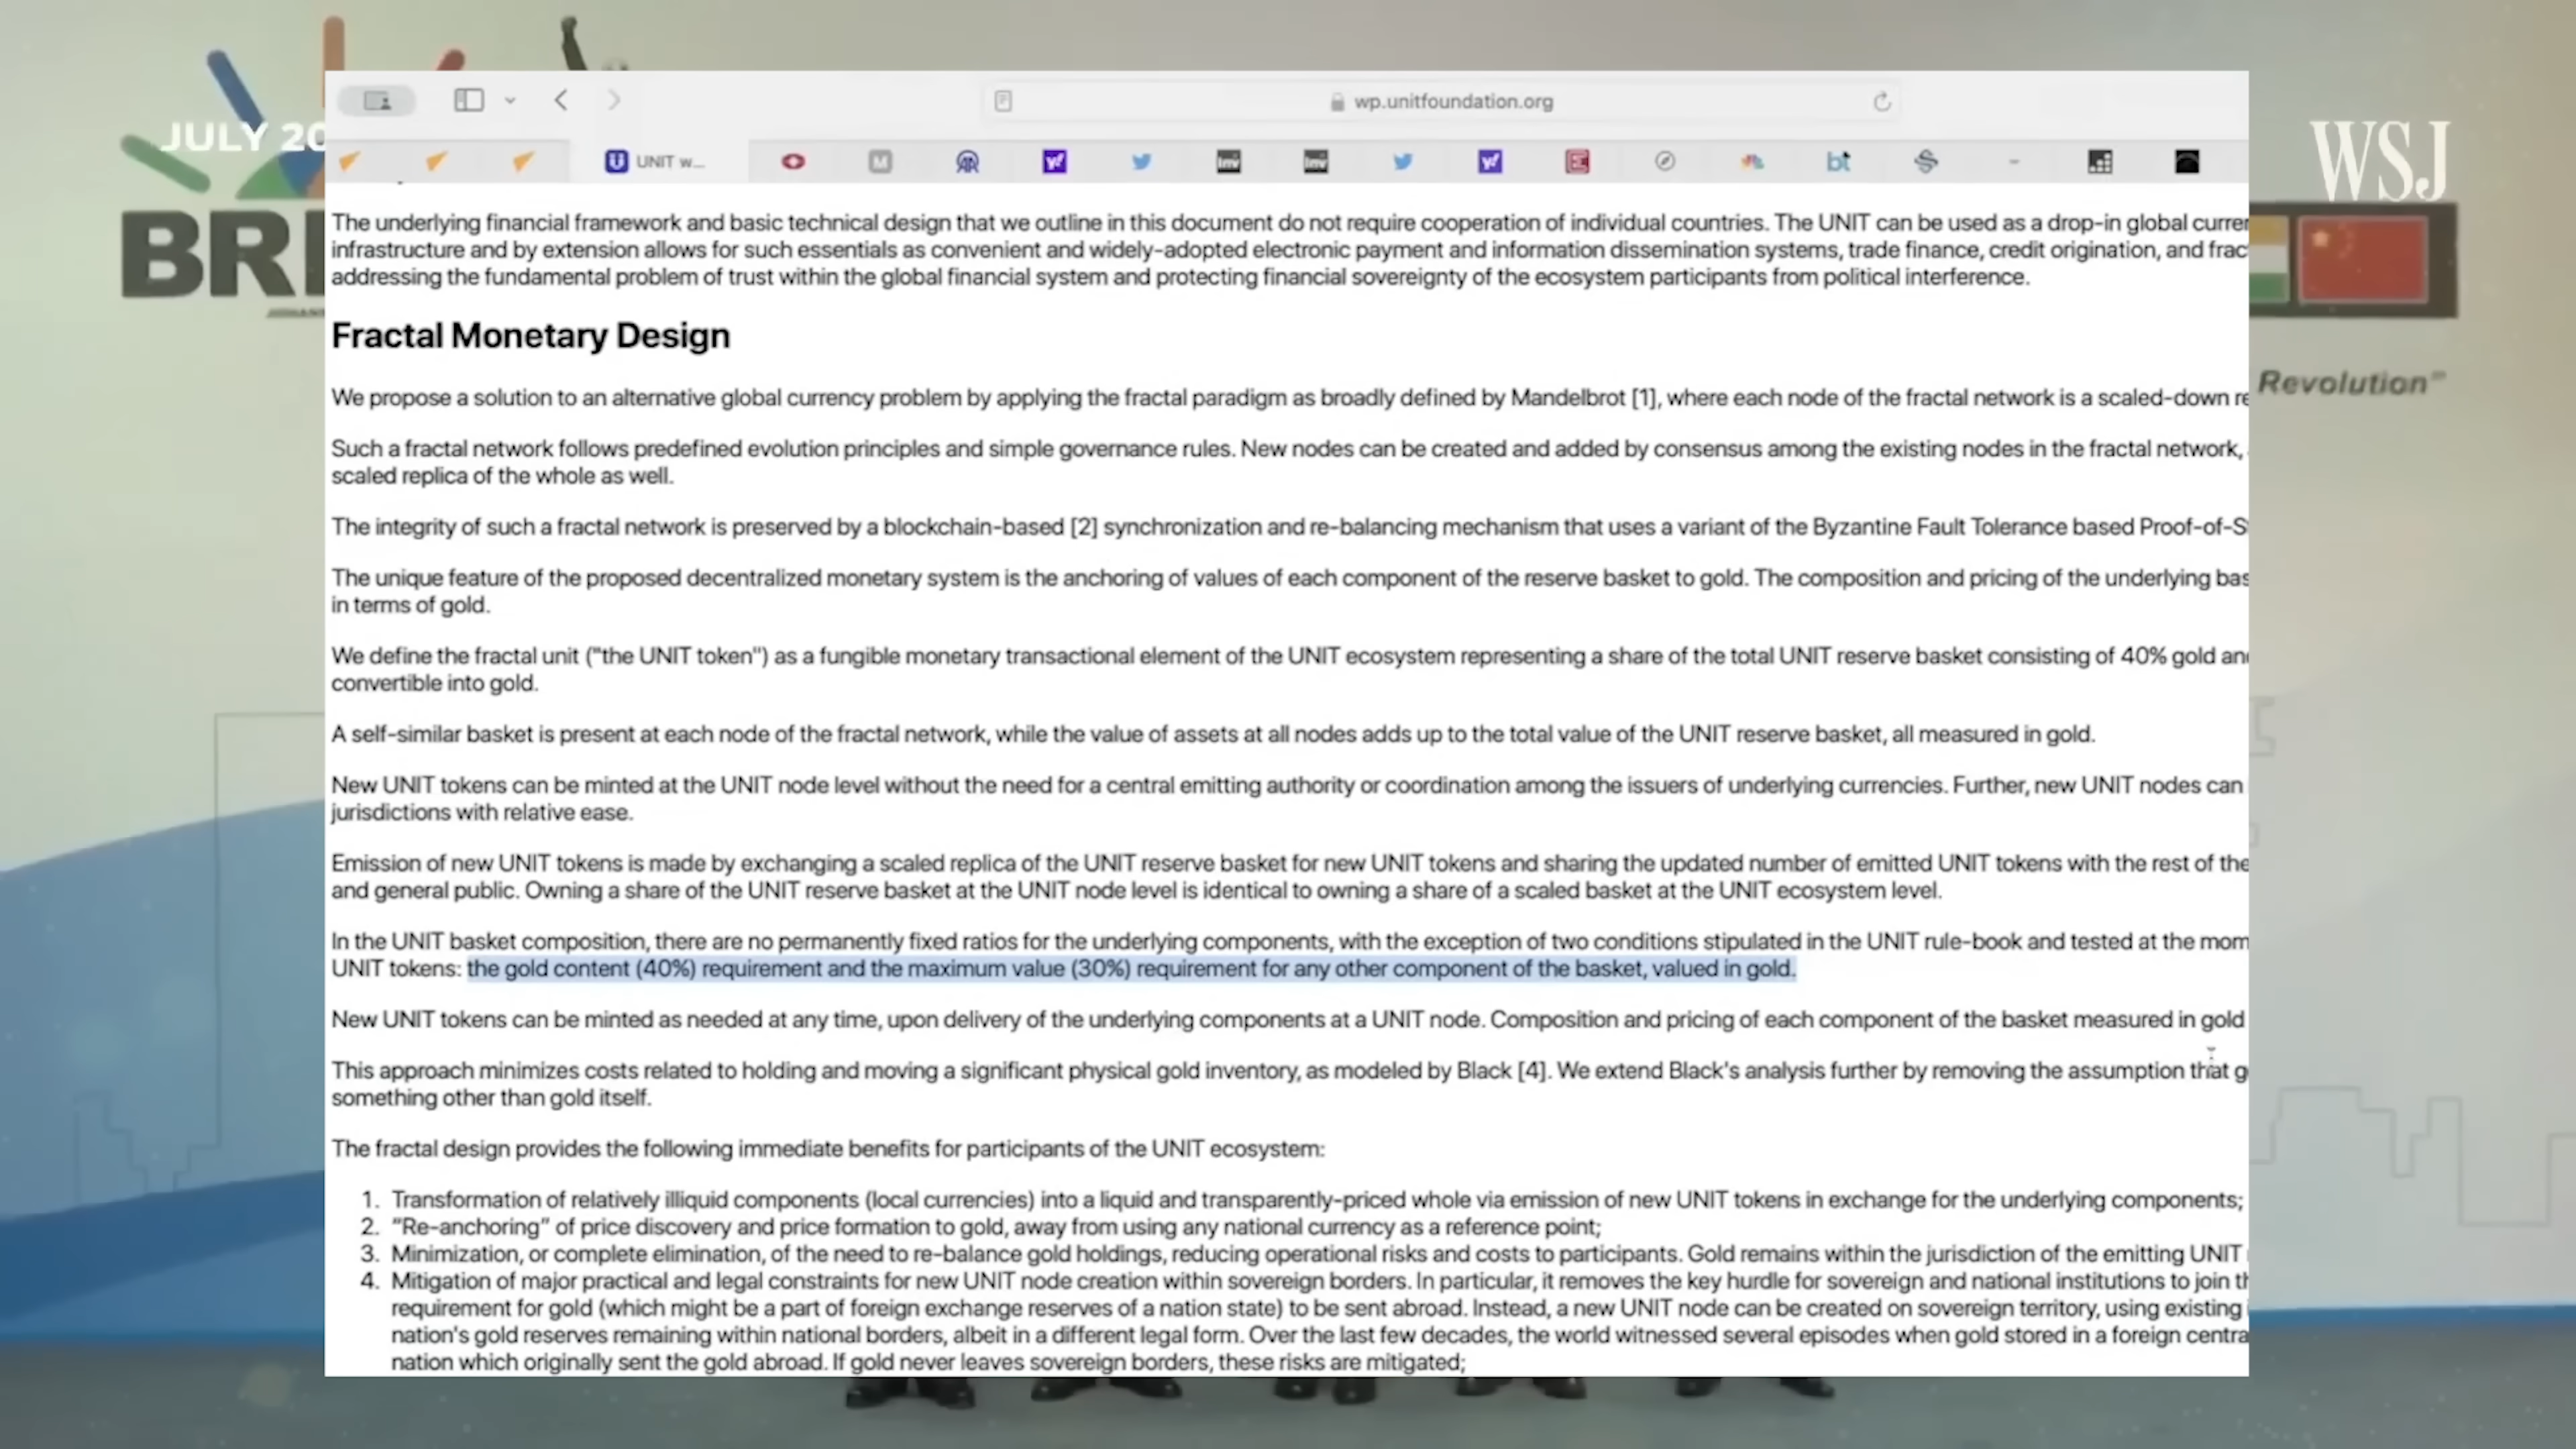 JULY 20
BRI
WSJ
Revolution"
wp.unitfoundation.org
UNIT w...
The underlying financial framework and basic technical design that we outline in this document do not require cooperation of individual countries. The UNIT can be used as a drop-in global curre
infrastructure and by extension allows for such essentials as convenient and widely-adopted electronic payment and information dissemination systems, trade finance, credit origination, and frac
addressing the fundamental problem of trust within the global financial system and protecting financial sovereignty of the ecosystem participants from political interference.
Fractal Monetary Design
We propose a solution to an alternative global currency problem by applying the fractal paradigm as broadly defined by Mandelbrot [1], where each node of the fractal network is a scaled-down re
Such a fractal network follows predefined evolution principles and simple governance rules. New nodes can be created and added by consensus among the existing nodes in the fractal network,
scaled replica of the whole as well.
The integrity of such a fractal network is preserved by a blockchain-based [2] synchronization and re-balancing mechanism that uses a variant of the Byzantine Fault Tolerance based Proof-of-S
The unique feature of the proposed decentralized monetary system is the anchoring of values of each component of the reserve basket to gold. The composition and pricing of the underlying bas
in terms of gold.
We define the fractal unit ("the UNIT token") as a fungible monetary transactional element of the UNIT ecosystem representing a share of the total UNIT reserve basket consisting of 40% gold an
convertible into gold.
A self-similar basket is present at each node of the fractal network, while the value of assets at all nodes adds up to the total value of the UNIT reserve basket, all measured in gold.
New UNIT tokens can be minted at the UNIT node level without the need for a central emitting authority or coordination among the issuers of underlying currencies. Further, new UNIT nodes can
jurisdictions with relative ease.
Emission of new UNIT tokens is made by exchanging a scaled replica of the UNIT reserve basket for new UNIT tokens and sharing the updated number of emitted UNIT tokens with the rest of the
and general public. Owning a share of the UNIT reserve basket at the UNIT node level is identical to owning a share of a scaled basket at the UNIT ecosystem level.
In the UNIT basket composition, there are no permanently fixed ratios for the underlying components, with the exception of two conditions stipulated in the UNIT rule-book and tested at the mom
UNIT tokens: the gold content (40%) requirement and the maximum value (30%) requirement for any other component of the basket, valued in gold.
New UNIT tokens can be minted as needed at any time, upon delivery of the underlying components at a UNIT node. Composition and pricing of each component of the basket measured in gold
This approach minimizes costs related to holding and moving a significant physical gold inventory, as modeled by Black [4]. We extend Black's analysis further by removing the assumption that g
something other than gold itself.
The fractal design provides the following immediate benefits for participants of the UNIT ecosystem:
1. Transformation of relatively illiquid components (local currencies) into a liquid and transparently-priced whole via emission of new UNIT tokens in exchange for the underlying components;
2. "Re-anchoring" of price discovery and price formation to gold, away from using any national currency as a reference point;
3. Minimization, or complete elimination, of the need to re-balance gold holdings, reducing operational risks and costs to participants. Gold remains within the jurisdiction of the emitting UNIT
4. Mitigation of major practical and legal constraints for new UNIT node creation within sovereign borders. In particular, it removes the key hurdle for sovereign and national institutions to join th
requirement for gold (which might be a part of foreign exchange reserves of a nation state) to be sent abroad. Instead, a new UNIT node can be created on sovereign territory, using existing
nation's gold reserves remaining within national borders, albeit in a different legal form. Over the last few decades, the world witnessed several episodes when gold stored in a foreign centra
nation which originally sent the gold abroad. If gold never leaves sovereign borders, these risks are mitigated;